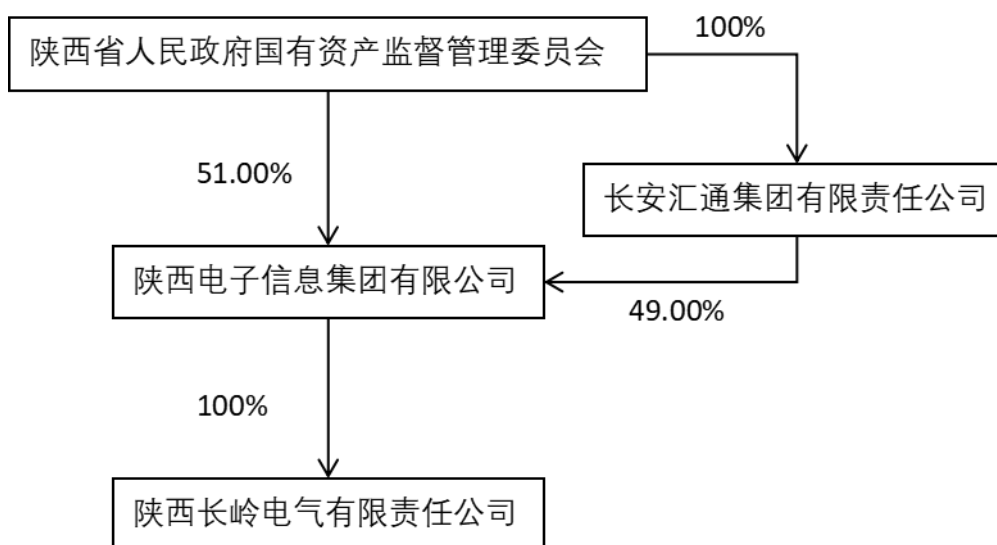 陕西省人民政府国有资产监督管理委员会
100%
51.00%
长安汇通集团有限责任公司
陕西电子信息集团有限公司
49.00%
100%
陕西长岭电气有限责任公司